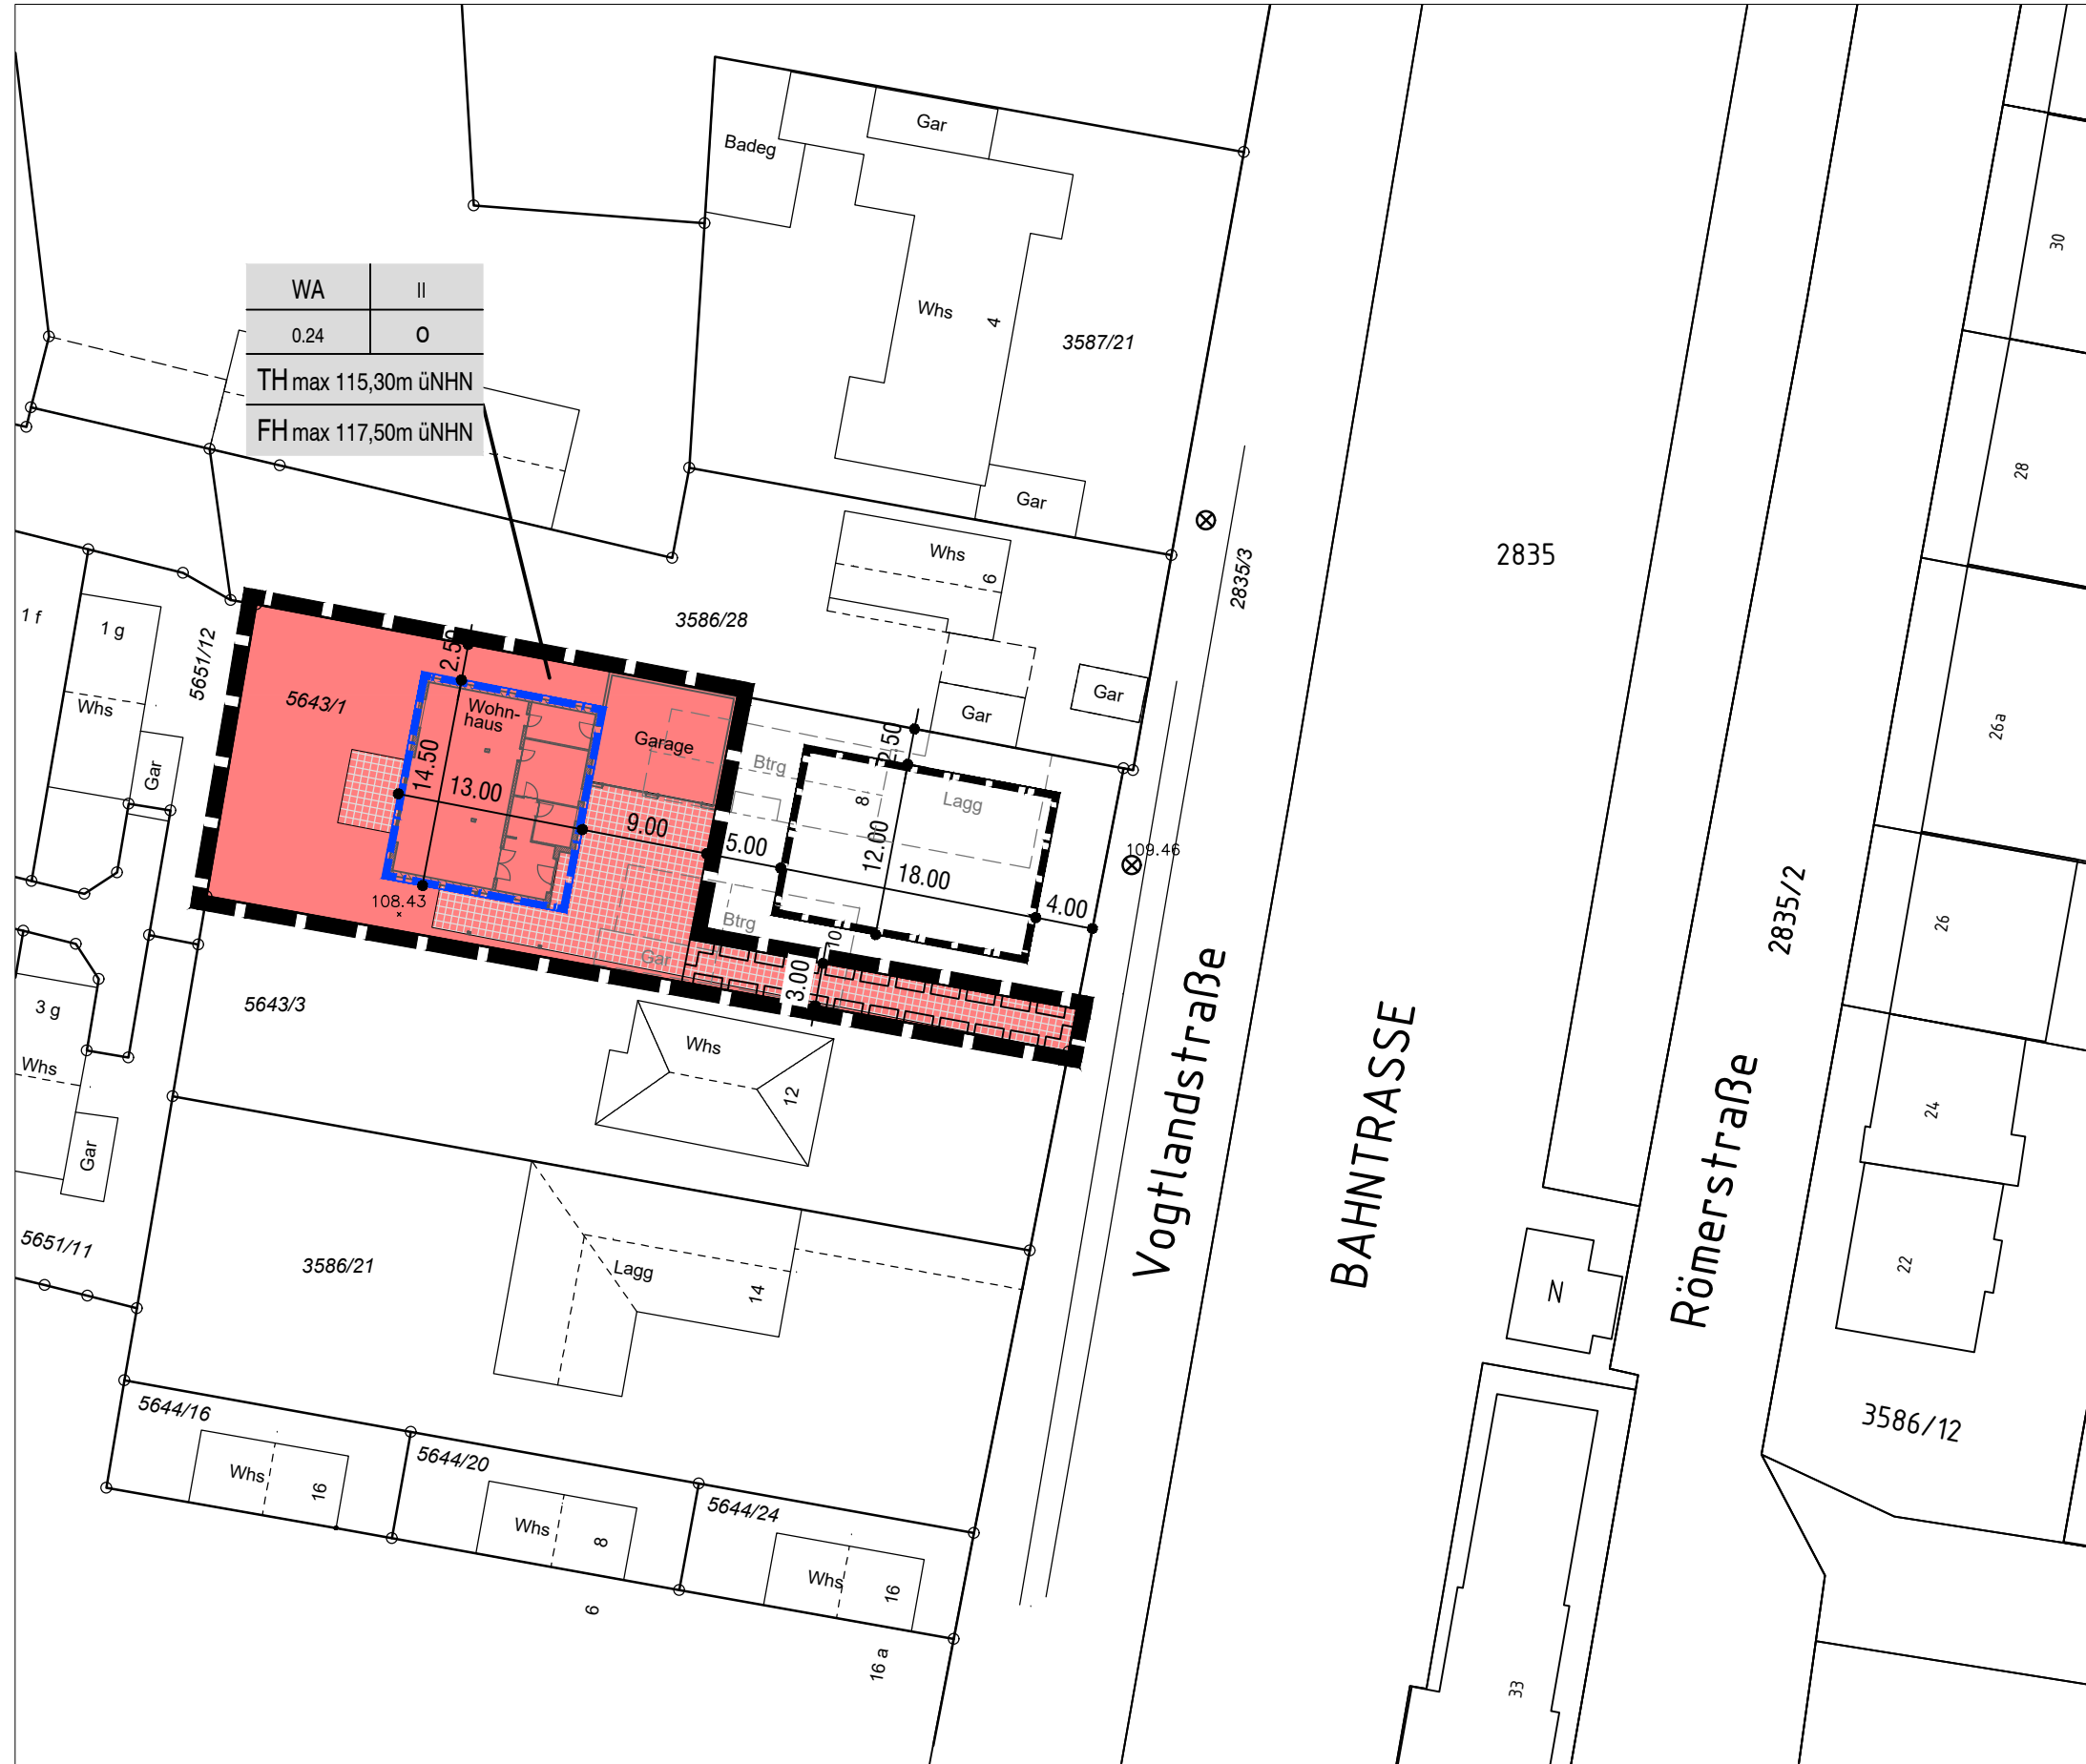 Badeg
Gar
Whs
4
3587/21
Gar
WA
II
0.24
o
TH max 115,30m üNHN
FH max 117,50m üNHN
Whs
6
2835/3
2835
30
28
26a
26
24
22
3586/28
1 f
1 g
5651/12
Whs
Gar
5643/1
2.50
Wohn-
haus
14.50
13.00
Garage
9.00
108.43
Gar
Gar
2.50
Btrg
8
Lagg
12.00
5.00
18.00
4.00
109.46
Btrg
10
Gar
3.00
2835/2
Vogtlandstraße
BAHNTRASSE
Römerstraße
5643/3
3 g
Whs
Gar
5651/11
Whs
12
3586/21
Lagg
14
N
3586/12
5644/16
Whs
16
5644/20
Whs
8
5644/24
Whs
16
6
16 a
33